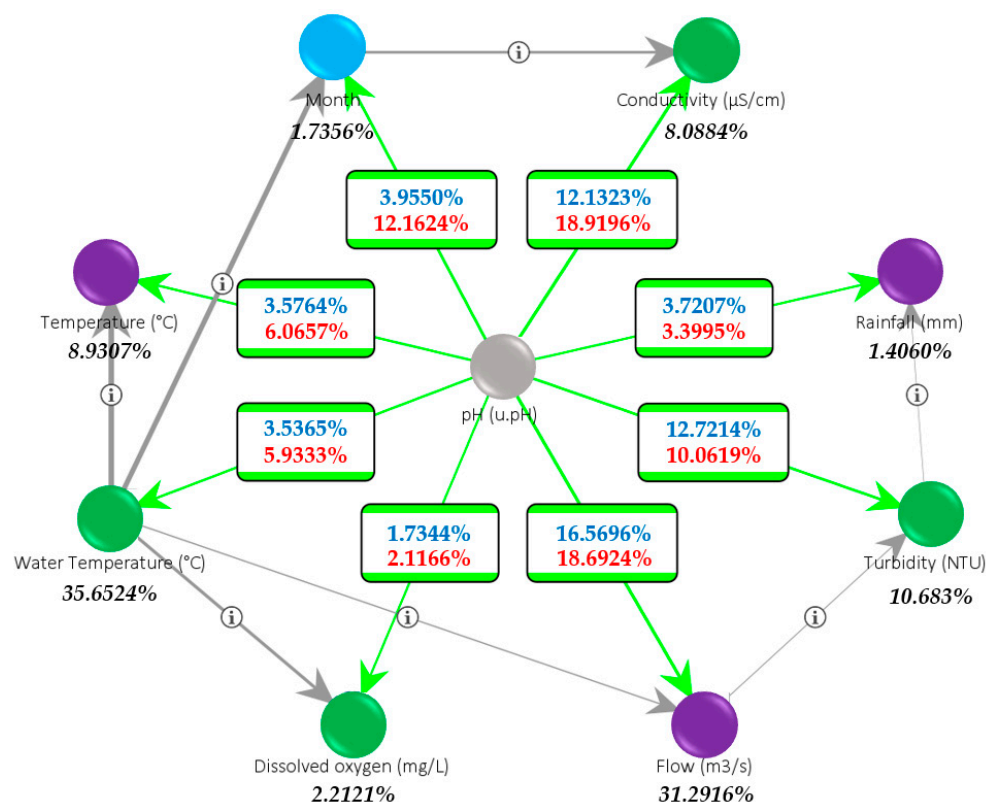 i
Month
1.7356%
Conductivity (µS/cm)
8.0884%
3.9550%
12.1624%
12.1323%
18.9196%
i
Temperature (°C)
8.9307%
3.5764%
6.0657%
3.7207%
3.3995%
Rainfall (mm)
1.4060%
i
i
pH (u.pH)
3.5365%
5.9333%
12.7214%
10.0619%
Water Temperature (°C)
35.6524%
1.7344%
2.1166%
16.5696%
18.6924%
Turbidity (NTU)
10.683%
i
i
i
Dissolved oxygen (mg/L)
2.2121%
Flow (m3/s)
31.2916%